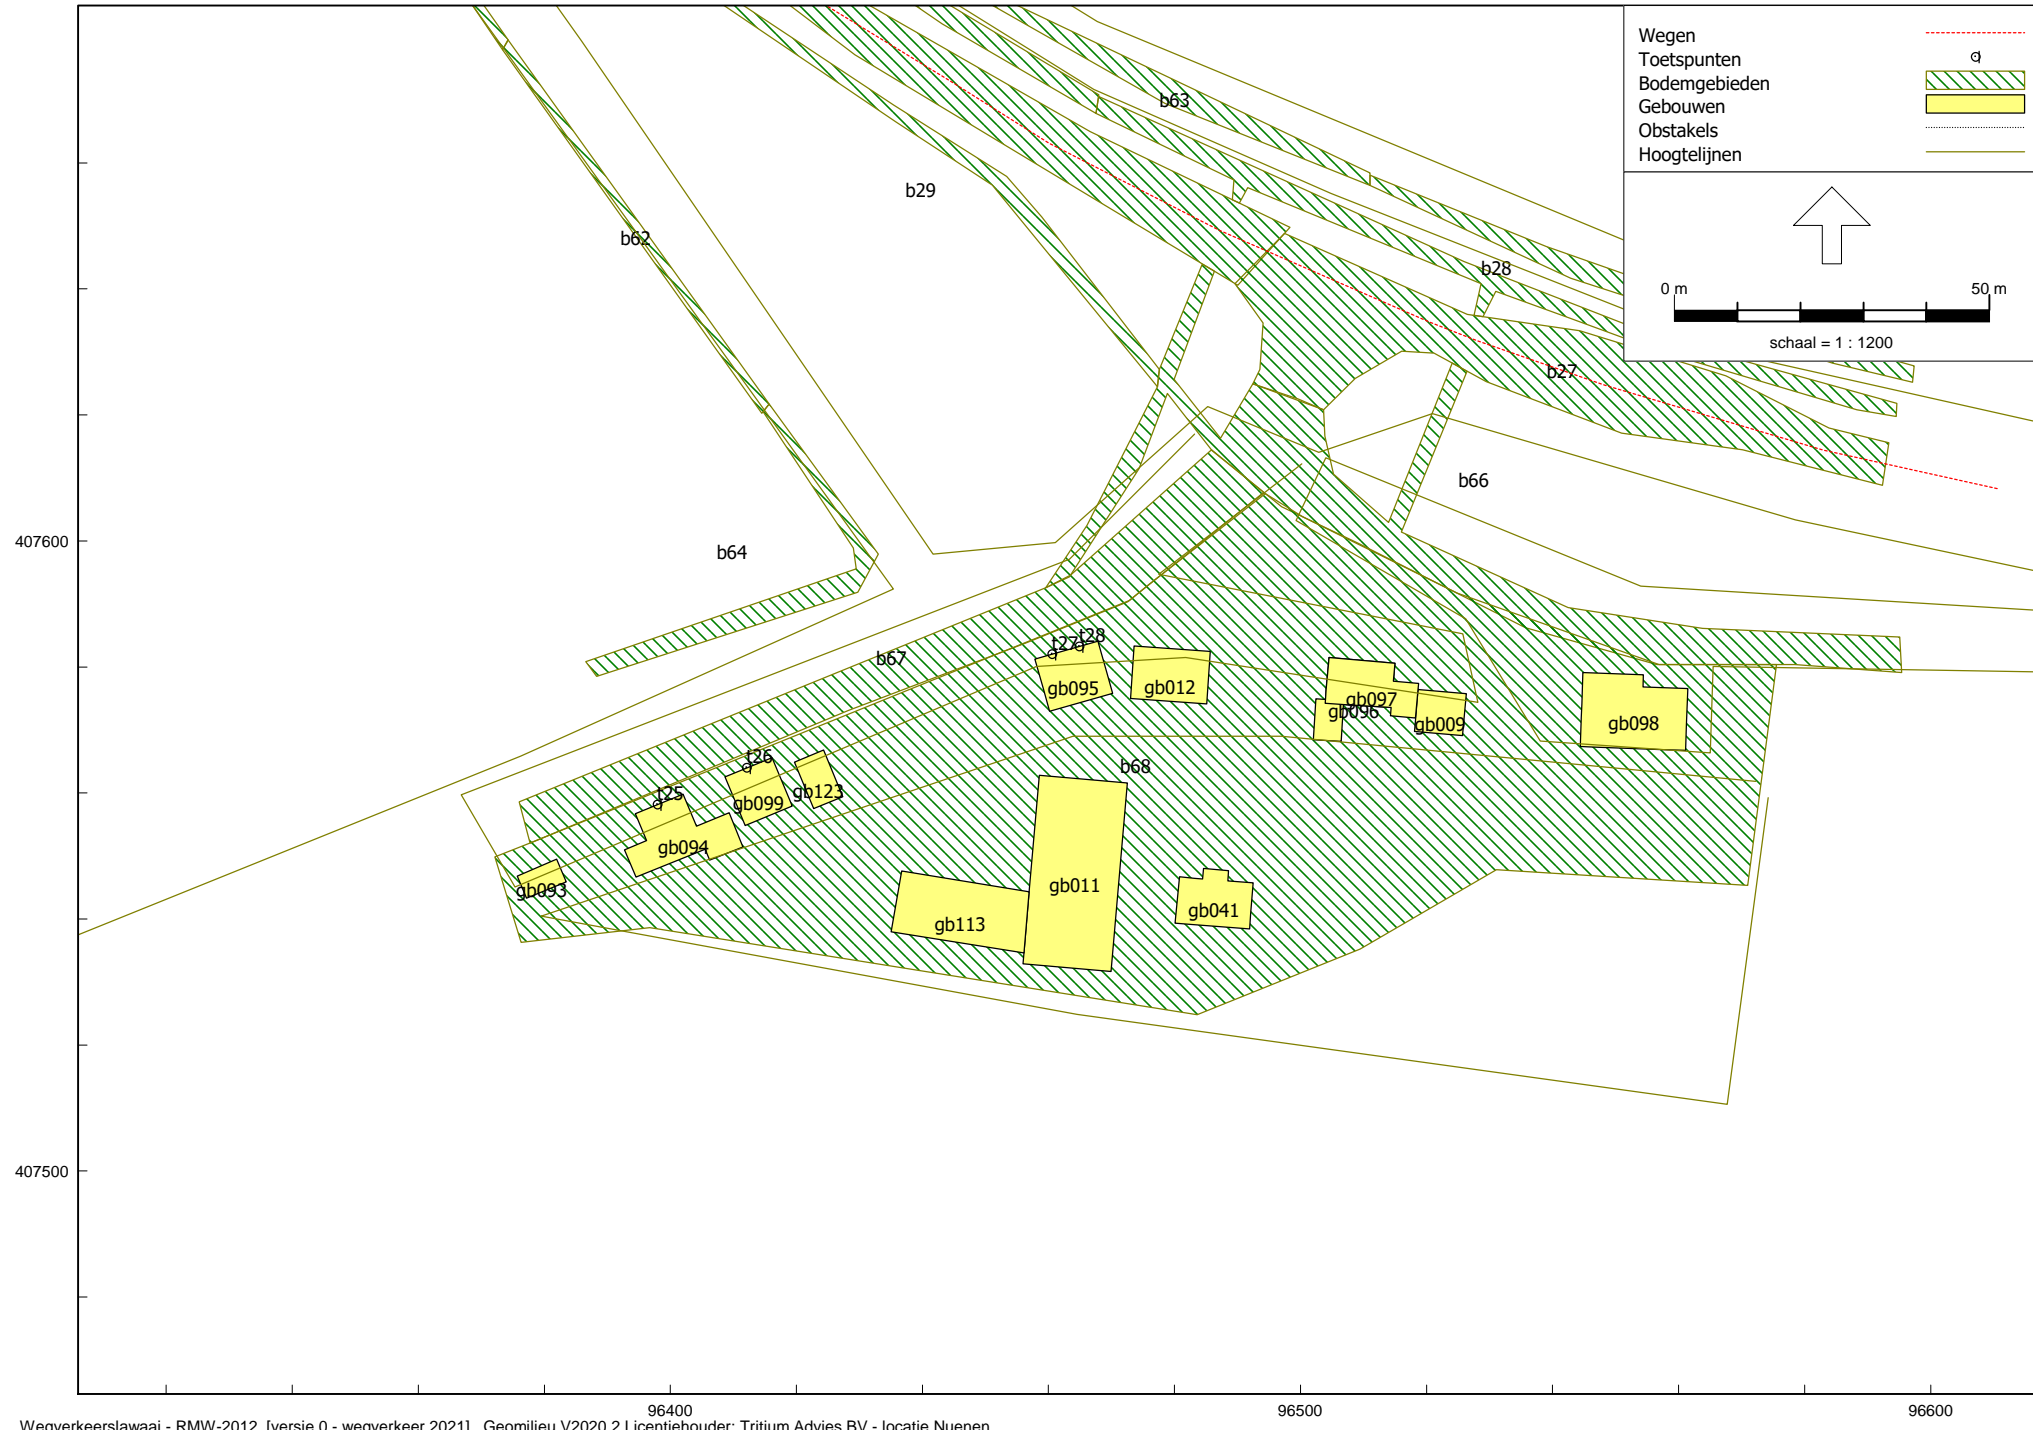 Wegen
Toetspunten
Bodemgebieden
Gebouwen
Obstakels
Hoogtelijnen
0 m 50 m
schaal = 1 : 1200
b63
b29
b62
b28
b27
b66
407600
b64
t27
t28
b67
gb095
gb012
gb097
gb096
gb009
gb098
t26
b68
t25
gb099
gb123
gb094
gb093
gb011
gb113
gb041
407500
96400 96500 96600
Wegverkeerslawaai - RMW-2012, [versie 0 - wegverkeer 2021] , Geomilieu V2020.2 Licentiehouder: Tritium Advies BV - locatie Nuenen